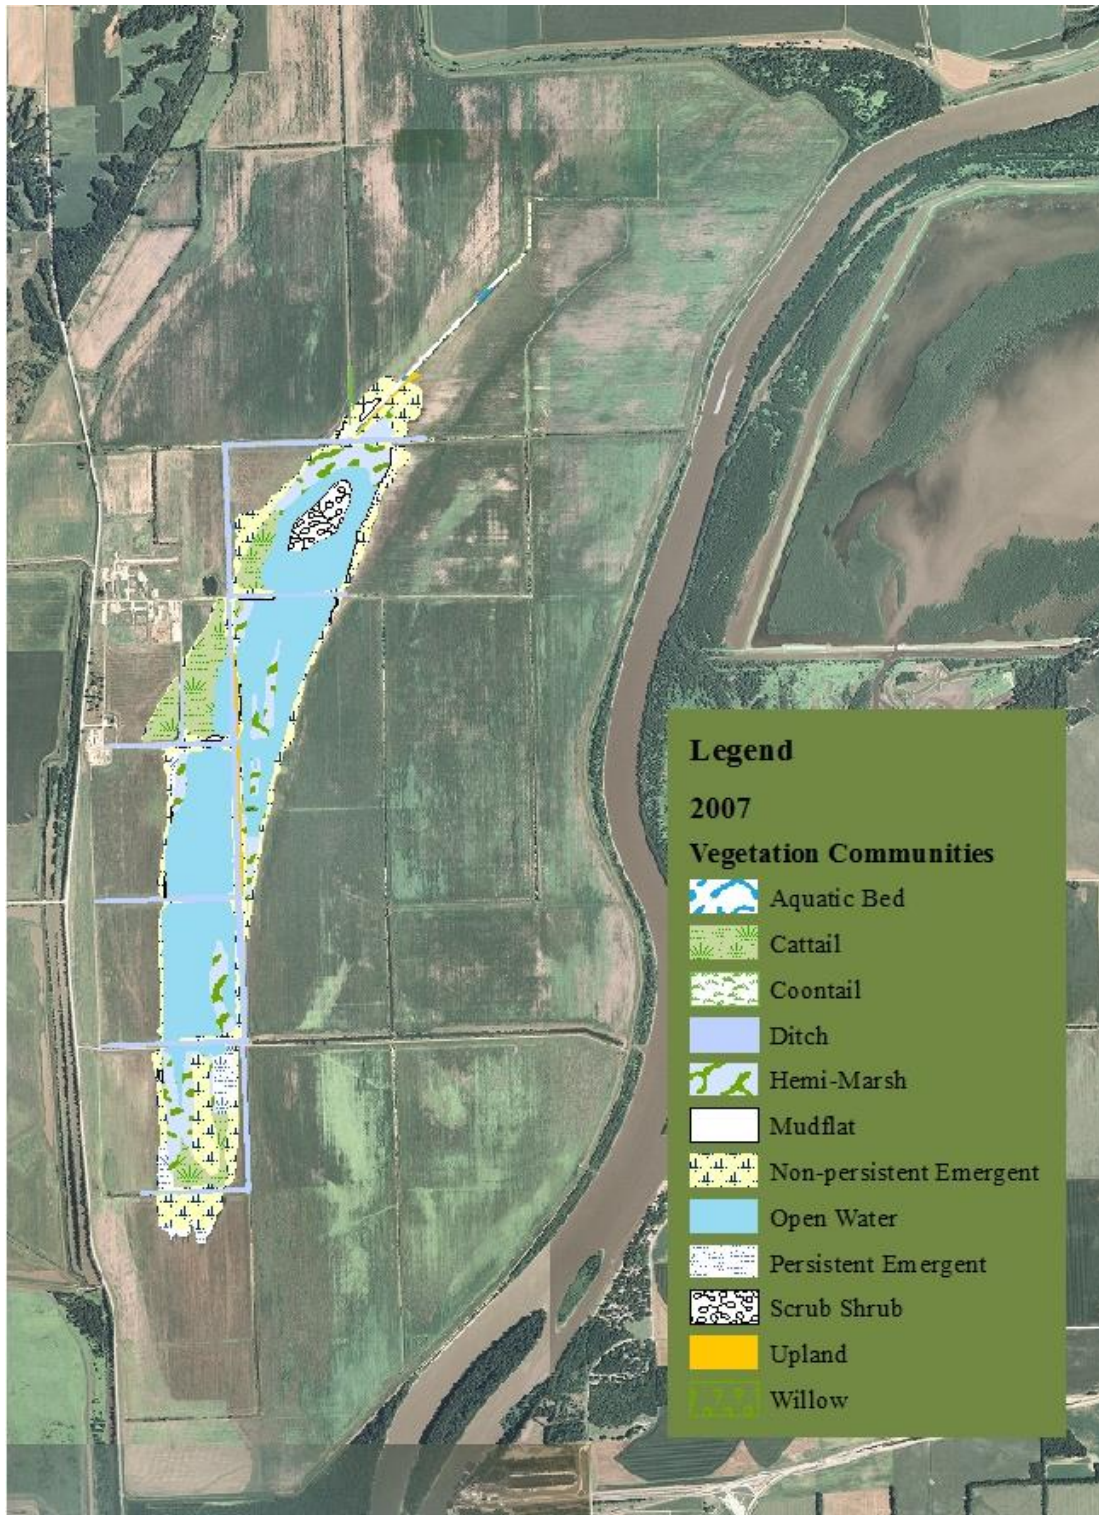 Legend
2007
Vegetation Communities
Aquatic Bed
Cattail
Coontail
Ditch
Hemi-Marsh
Mudflat
Non-persistent Emergent
Open Water
Persistent Emergent
Scrub Shrub
Upland
Willow